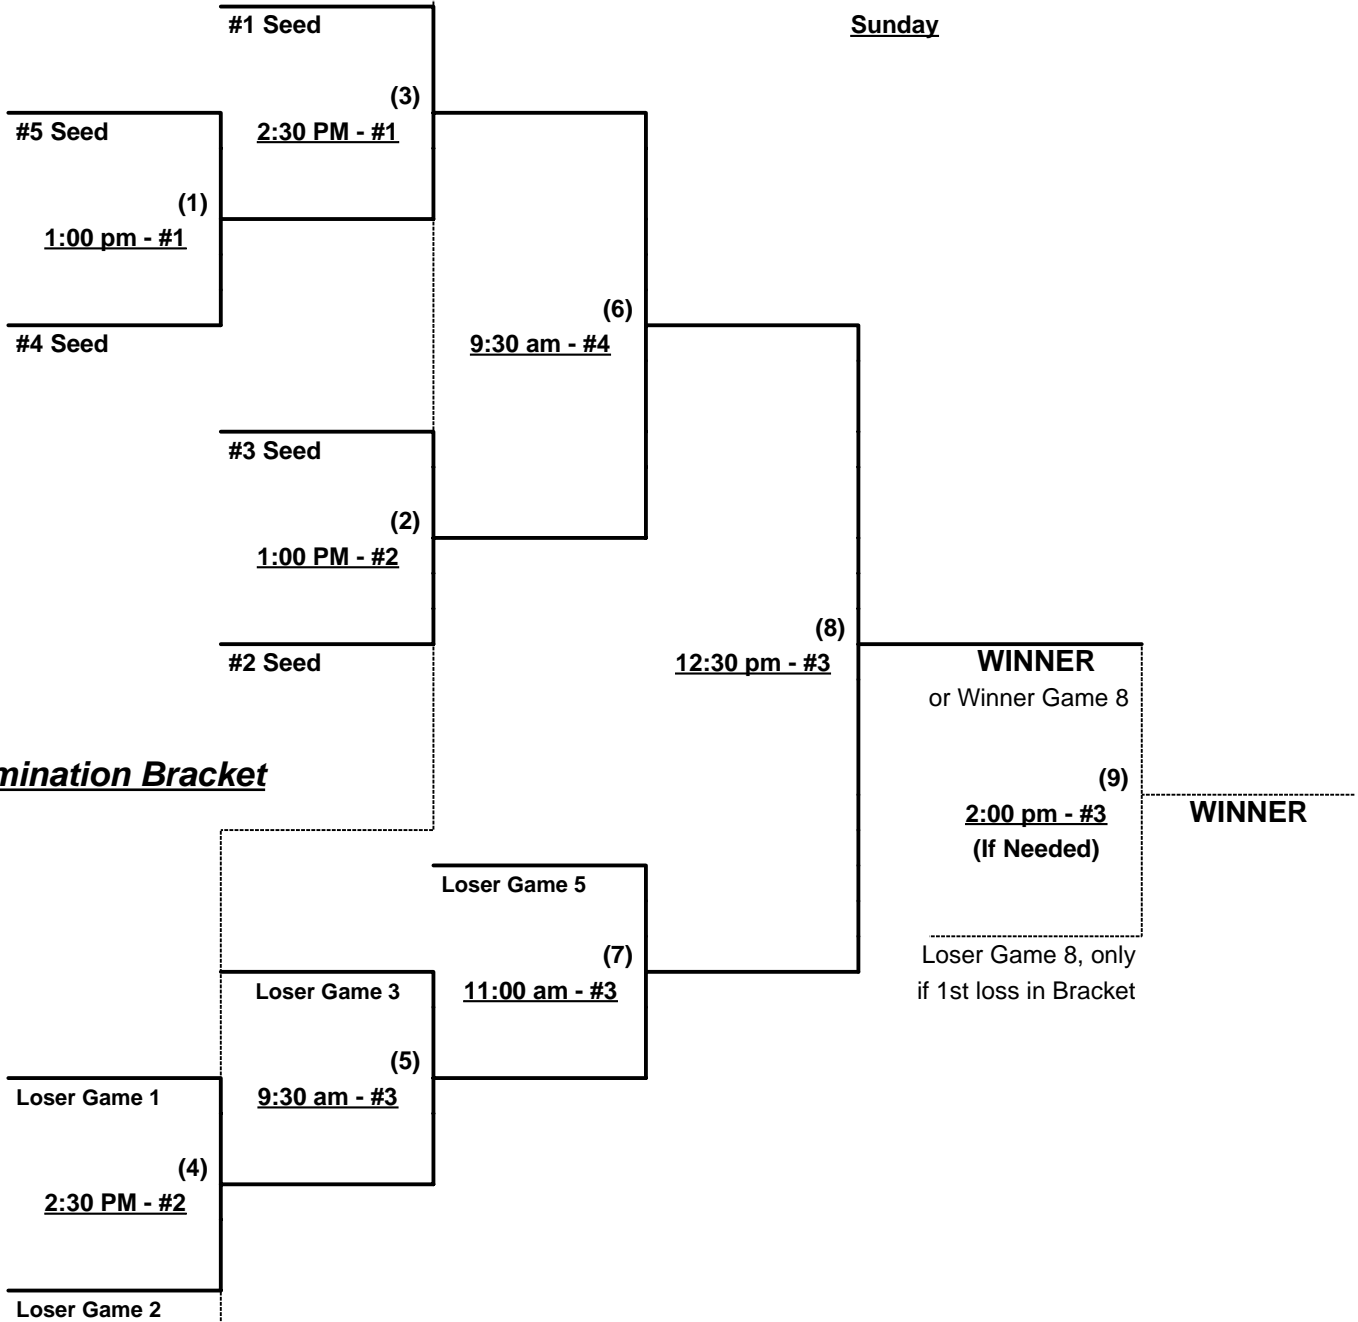 #1 Seed
Sunday
(3)
#5 Seed
2:30 PM - #1
(1)
1:00 pm - #1
(6)
#4 Seed
9:30 am - #4
#3 Seed
(2)
1:00 PM - #2
(8)
#2 Seed
12:30 pm - #3
WINNER
or Winner Game 8
mination Bracket
(9)
2:00 pm - #3
WINNER
(If Needed)
Loser Game 5
(7)
Loser Game 8, only
Loser Game 3
11:00 am - #3
if 1st loss in Bracket
(5)
Loser Game 1
9:30 am - #3
(4)
2:30 PM - #2
Loser Game 2